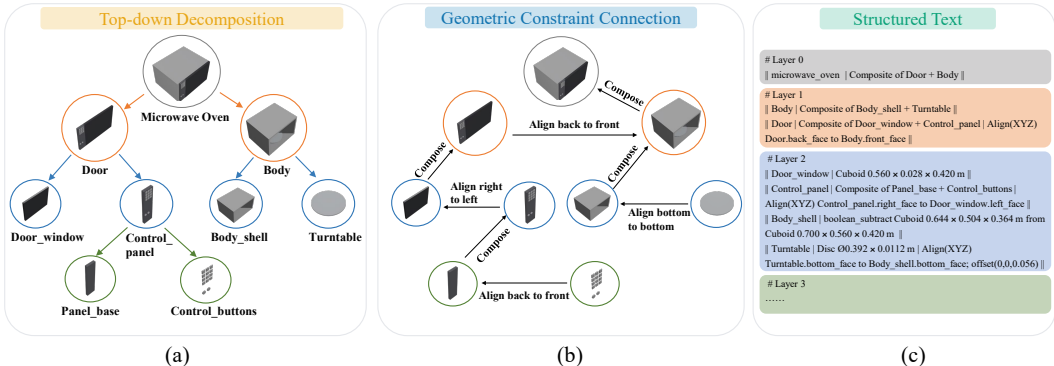 Top-down Decomposition
Microwave Oven
Door
Body
Door_window
Control_
panel
Body_shell
Turntable
Panel_base
Control_buttons
(a)
Geometric Constraint Connection
Compose
Align back to front
Compose
Compose
Align right
to left
Align bottom
to bottom
Compose
Align back to front
(b)
Structured Text
# Layer 0
‖ microwave_oven | Composite of Door + Body ‖
# Layer 1
‖ Body | Composite of Body_shell + Turntable ‖
‖ Door | Composite of Door_window + Control_panel | Align(XYZ)
Door.back_face to Body.front_face ‖
# Layer 2
‖ Door_window | Cuboid 0.560 × 0.028 × 0.420 m ‖
‖ Control_panel | Composite of Panel_base + Control_buttons |
Align(XYZ) Control_panel.right_face to Door_window.left_face ‖
‖ Body_shell | boolean_subtract Cuboid 0.644 × 0.504 × 0.364 m from
Cuboid 0.700 × 0.560 × 0.420 m ‖
‖ Turntable | Disc Ø0.392 × 0.0112 m | Align(XYZ)
Turntable.bottom_face to Body_shell.bottom_face; offset(0,0,0.056) ‖
# Layer 3
......
(c)